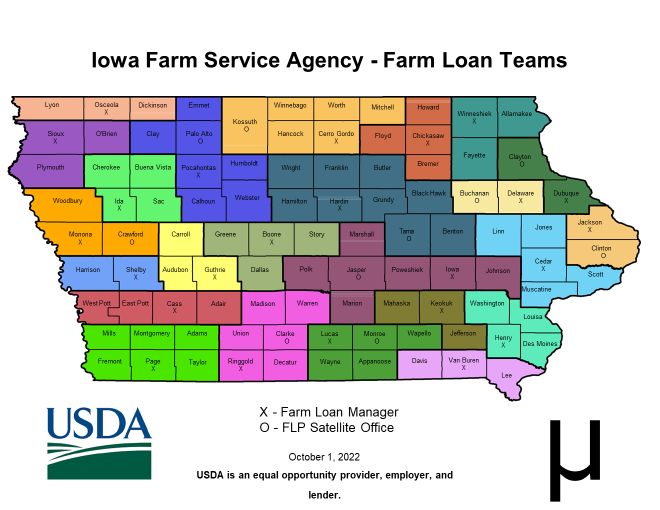 Iowa Farm Service Agency - Farm Loan Teams
Lyon Osceola Dickinson Emmet Winnebago Worth Mitchell Howard
X
Kossuth
O
Winneshiek Allamakee
X
Sioux O'Brien Clay Palo Alto Hancock Cerro Gordo Floyd Chickasaw
X O X X
Fayette Clayton
O
Plymouth Cherokee Buena Vista Pocahontas Humboldt Wright Franklin Butler Bremer
X
Woodbury Ida Sac Calhoun Webster Hamilton Hardin Grundy Black Hawk Buchanan Delaware Dubuque
X X O X X
Monona Crawford Carroll Greene Boone Story Marshall Tama Benton Linn Jones Jackson
X O X O X
Clinton
O
Harrison Shelby Audubon Guthrie Dallas Polk Jasper Poweshiek Iowa Johnson Cedar Scott
X X O X X
Muscatine
West Pott East Pott Cass Adair Madison Warren Marion Mahaska Keokuk Washington
X X
Louisa
Mills Montgomery Adams Union Clarke Lucas Monroe Wapello Jefferson Henry Des Moines
O X O X
Fremont Page Taylor Ringgold Decatur Wayne Appanoose Davis Van Buren Lee
X X X
X - Farm Loan Manager
O - FLP Satellite Office
USDA
October 1, 2022
USDA is an equal opportunity provider, employer, and
lender.
μ